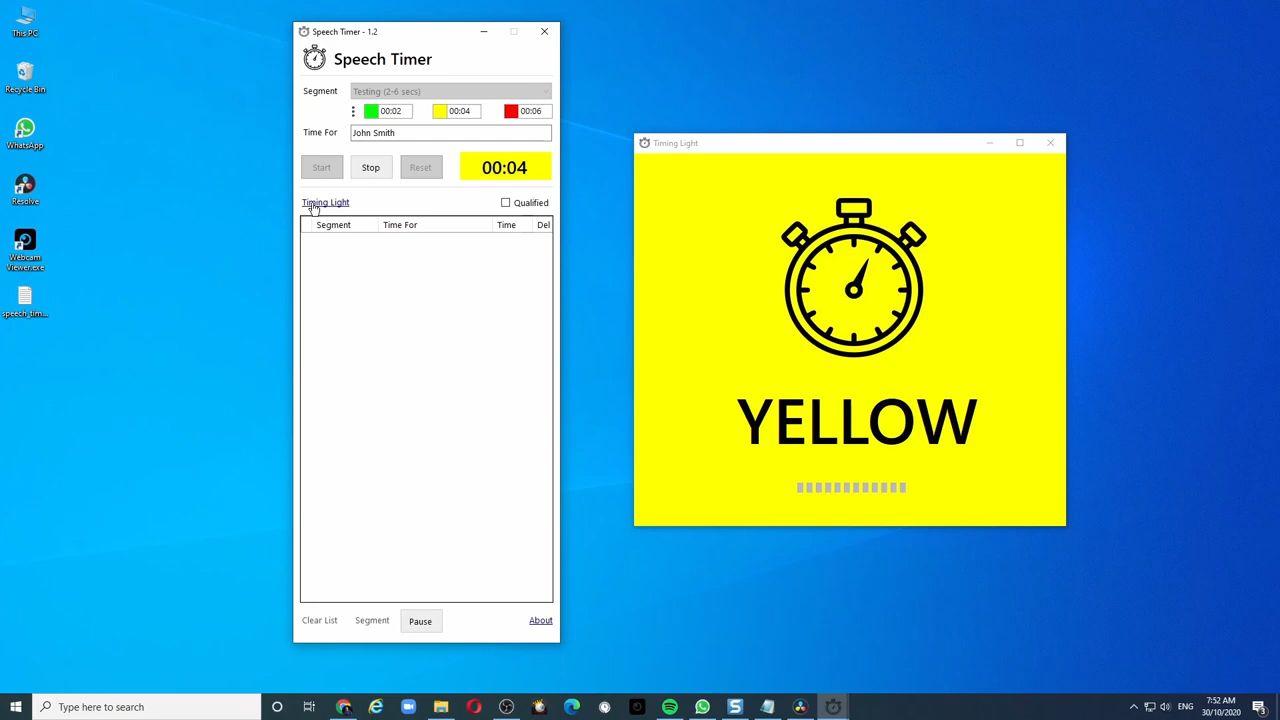 This PC
Recycle Bin
WhatsApp
Resolve
Webcam
Viewer.exe
speech_tim...
Speech Timer - 1.2
Speech Timer
Segment
Testing (2-6 secs)
00:02
00:04
00:06
Time For
John Smith
Start
Stop
Reset
00:04
Timing Light
Qualified
Segment
Time For
Time
Del
Clear List
Segment
Pause
About
Timing Light
YELLOW
Type here to search
ENG
7:52 AM
30/10/2020